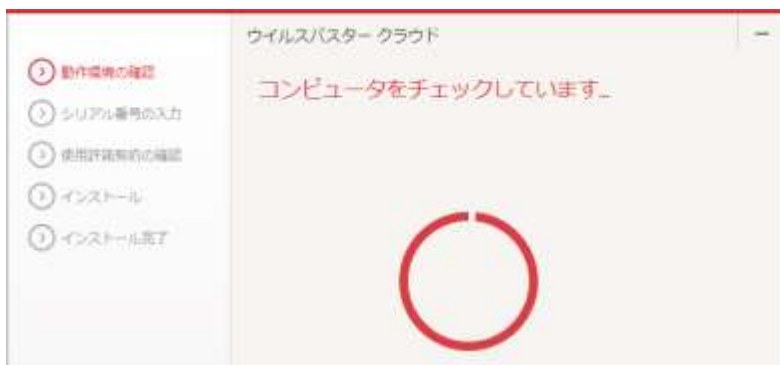 ウイルスバスター クラウド
コンピュータをチェックしています...
動作環境の確認
シリアル番号の入力
使用許諾契約の確認
インストール
インストール完了